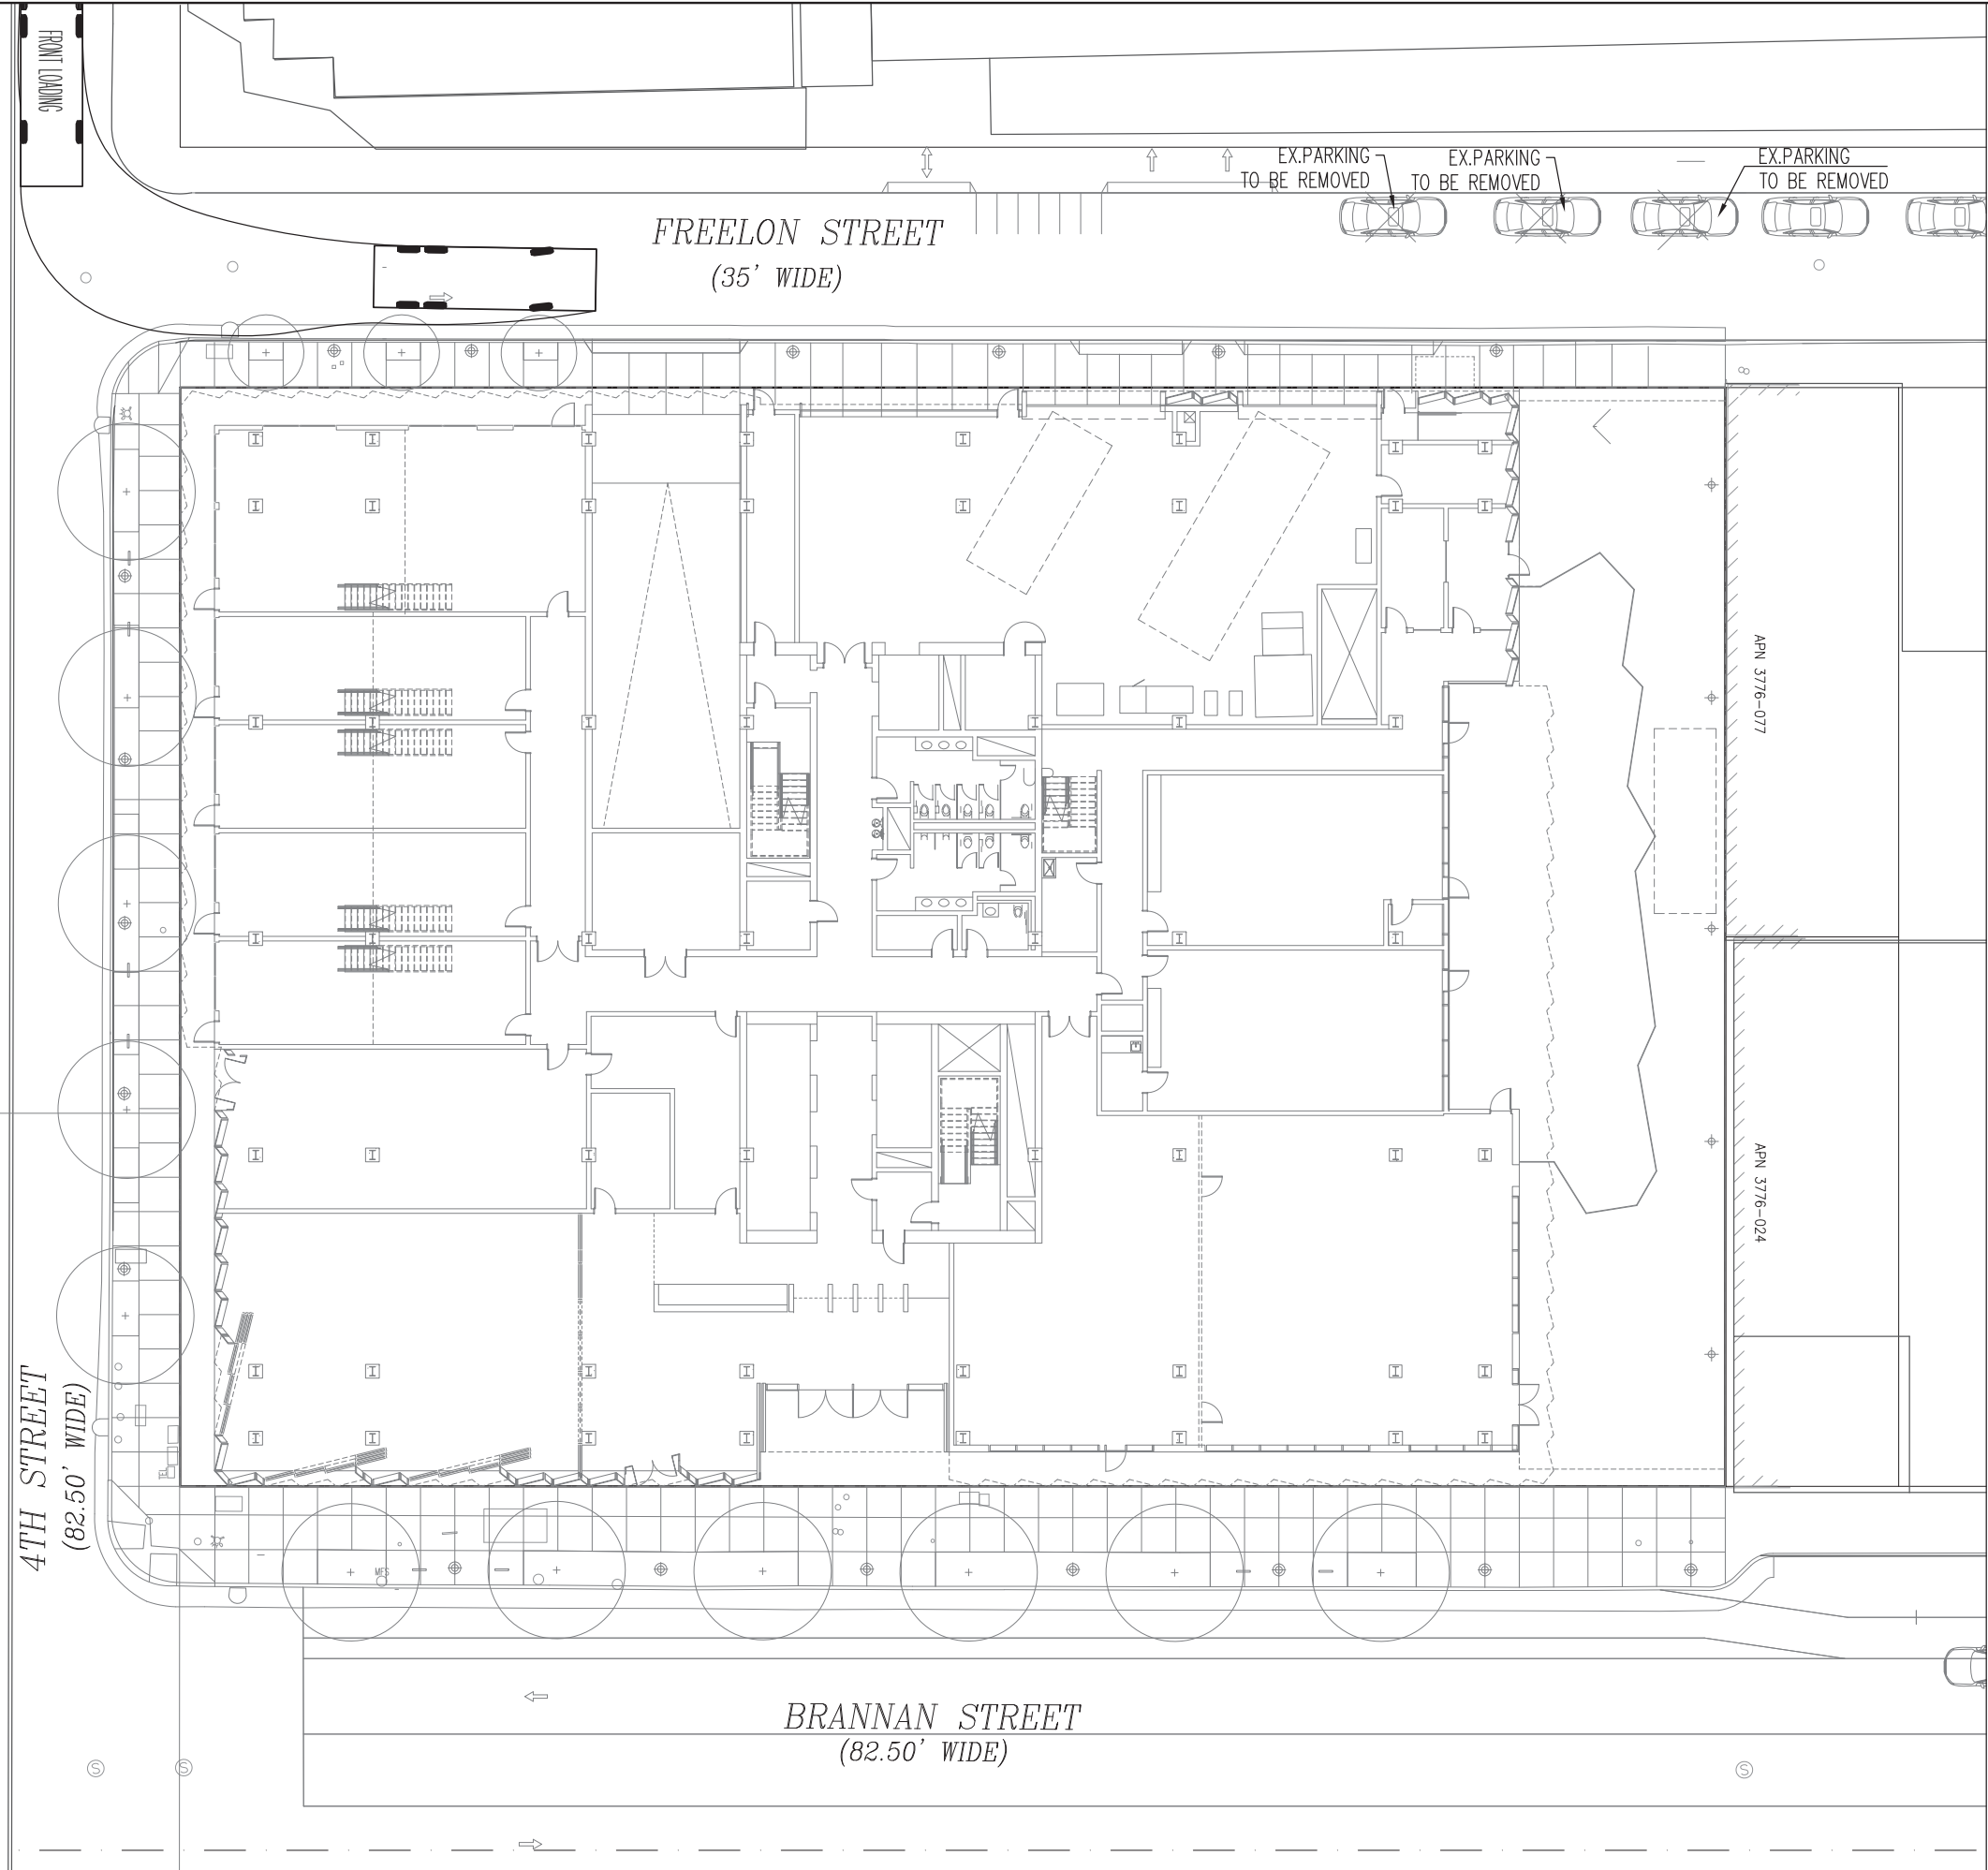 FRONT LOADING
EX.PARKING
TO BE REMOVED
EX.PARKING
TO BE REMOVED
EX.PARKING
TO BE REMOVED
FREELON STREET
(35' WIDE)
APN 3776-077
APN 3776-024
4TH STREET
(82.50' WIDE)
MFS
BRANNAN STREET
(82.50' WIDE)
S
S
S